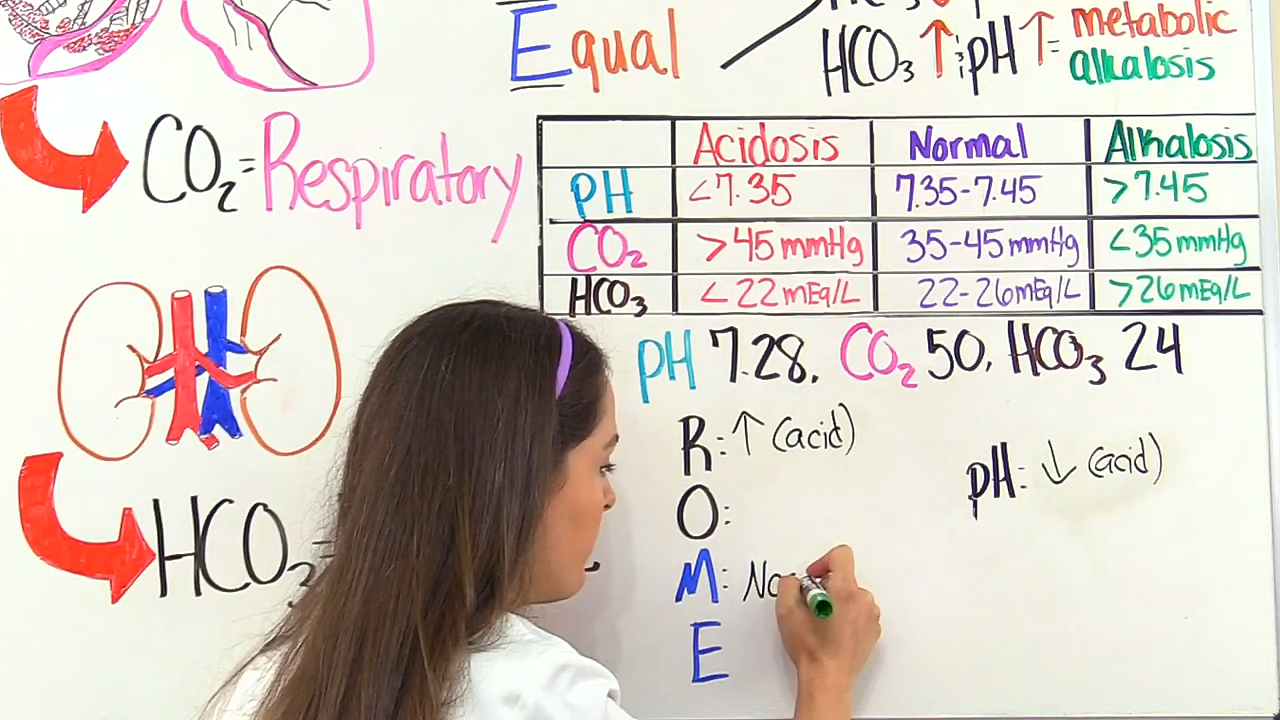 Equal
HCO₃ ↑ : pH ↑ = metabolic alkalosis
CO₂ = Respiratory
Acidosis Normal Alkalosis
PH <7.35 7.35-7.45 >7.45
CO₂ >45 mmHg 35-45 mmHg <35 mmHg
HCO₃ <22 mEq/L 22-26 mEq/L >26 mEq/L
pH 7.28, CO₂ 50, HCO₃ 24
R: ↑ (acid)
pH: ↓ (acid)
O:
M: No
E
HCO₃ =